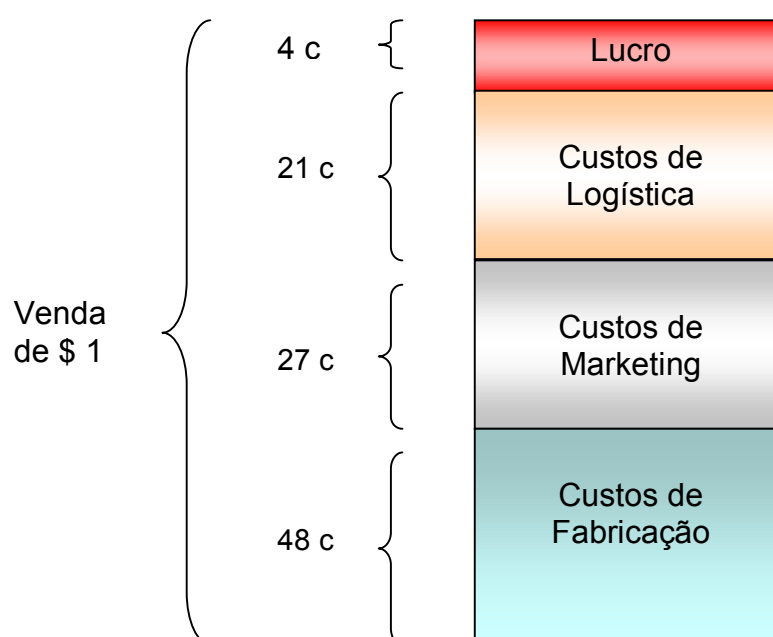 4 c
Lucro
21 c
Custos de
Logística
Venda
de $ 1
27 c
Custos de
Marketing
48 c
Custos de
Fabricação